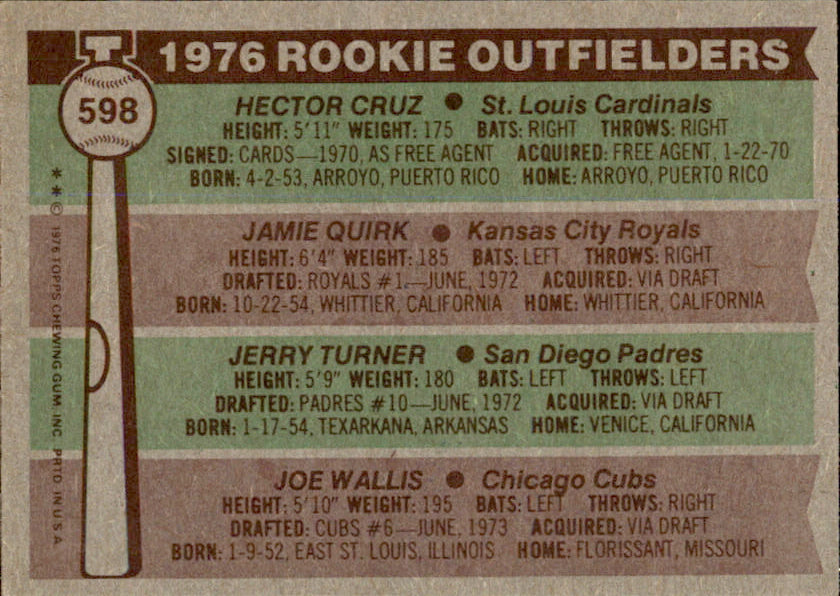 1976 ROOKIE OUTFIELDERS
598
HECTOR CRUZ ● St. Louis Cardinals
HEIGHT: 5'11" WEIGHT: 175 BATS: RIGHT THROWS: RIGHT
SIGNED: CARDS—1970, AS FREE AGENT ACQUIRED: FREE AGENT, 1-22-70
BORN: 4-2-53, ARROYO, PUERTO RICO HOME: ARROYO, PUERTO RICO
JAMIE QUIRK ● Kansas City Royals
HEIGHT: 6'4" WEIGHT: 185 BATS: LEFT THROWS: RIGHT
DRAFTED: ROYALS #1—JUNE, 1972 ACQUIRED: VIA DRAFT
BORN: 10-22-54, WHITTIER, CALIFORNIA HOME: WHITTIER, CALIFORNIA
JERRY TURNER ● San Diego Padres
HEIGHT: 5'9" WEIGHT: 180 BATS: LEFT THROWS: LEFT
DRAFTED: PADRES #10—JUNE, 1972 ACQUIRED: VIA DRAFT
BORN: 1-17-54, TEXARKANA, ARKANSAS HOME: VENICE, CALIFORNIA
JOE WALLIS ● Chicago Cubs
HEIGHT: 5'10" WEIGHT: 195 BATS: LEFT THROWS: RIGHT
DRAFTED: CUBS #6—JUNE, 1973 ACQUIRED: VIA DRAFT
BORN: 1-9-52, EAST ST. LOUIS, ILLINOIS HOME: FLORISSANT, MISSOURI
* * © 1976 TOPPS CHEWING GUM, INC. PRTD. IN U.S.A.